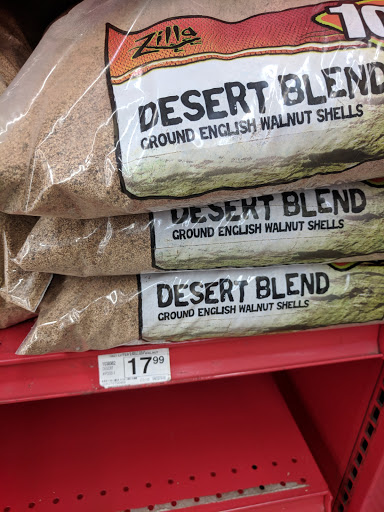 Zilla
10
DESERT BLEND
GROUND ENGLISH WALNUT SHELLS
DESERT BLEND
GROUND ENGLISH WALNUT SHELLS
DESERT BLEND
GROUND ENGLISH WALNUT SHELLS
17 99